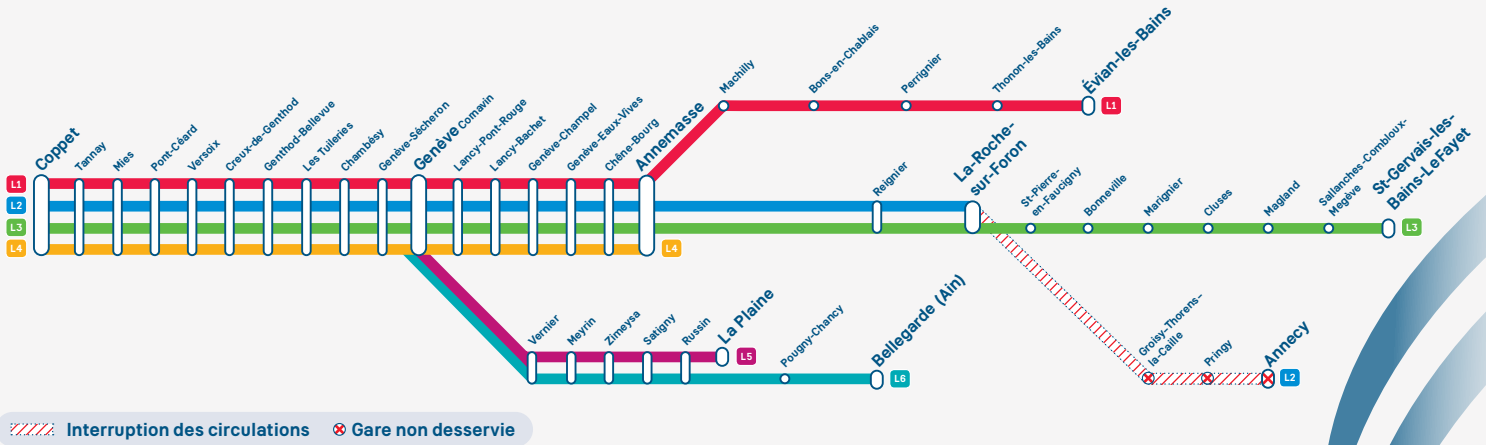 L1
L2
L3
L4
Coppet
Tannay
Mies
Pont-Céard
Versoix
Creux-de-Genthod
Genthod-Bellevue
Les Tuileries
Chambésy
Genève-Sécheron
Genève Cornavin
Lancy-Pont-Rouge
Lancy-Bachet
Genève-Champel
Genève-Eaux-Vives
Chêne-Bourg
Annemasse
L4
Machilly
Bons-en-Chablais
Perrignier
Thonon-les-Bains
Évian-les-Bains
L1
Reignier
La-Roche-
sur-Foron
St-Pierre-
en-Faucigny
Bonneville
Marignier
Cluses
Magland
Sallanches-Combloux-
Megève
St-Gervais-les-
Bains-Le Fayet
L3
Vernier
Meyrin
Zimeysa
Satigny
Russin
La Plaine
L5
Pougny-Chancy
Bellegarde (Ain)
L6
Groisy-Thorens-
la-Caille
Pringy
Annecy
L2
Interruption des circulations
Gare non desservie